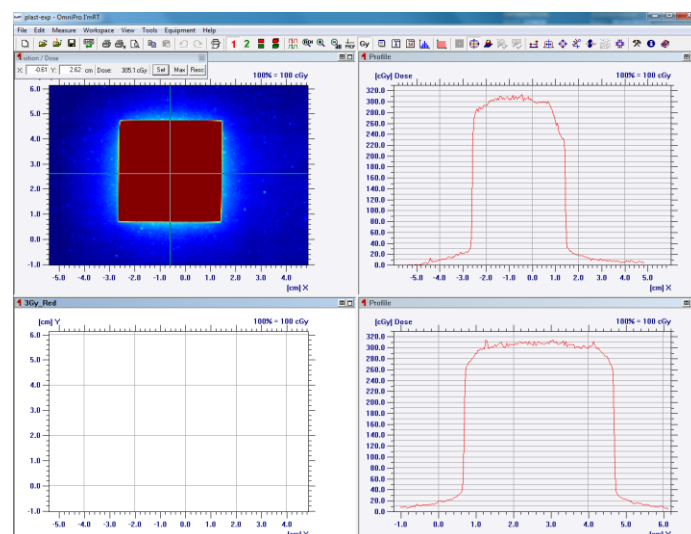 plast-exp - OmniPro I'mRT
File Edit Measure Workspace View Tools Equipment Help
1 2 Gy
Position / Dose
X: -0.61 Y: 2.62 cm Dose: 305.1 cGy Set Max
100% = 100 cGy
6.0
5.0
4.0
3.0
2.0
1.0
0.0
-1.0
-5.0 -4.0 -3.0 -2.0 -1.0 0.0 1.0 2.0 3.0 4.0
[cm] X
Profile
[cGy] Dose 100% = 100 cGy
320.0
300.0
280.0
260.0
240.0
220.0
200.0
180.0
160.0
140.0
120.0
100.0
80.0
60.0
40.0
20.0
0.0
-5.0 -4.0 -3.0 -2.0 -1.0 0.0 1.0 2.0 3.0 4.0 5.0
[cm] X
3Gy_Red
[cm] Y 100% = 100 cGy
6.0
4.0
2.0
1.0
0.0
-1.0
-5.0 -4.0 -3.0 -2.0 -1.0 0.0 1.0 2.0 3.0 4.0
[cm] X
Profile
[cGy] Dose 100% = 100 cGy
320.0
300.0
280.0
260.0
240.0
220.0
200.0
180.0
160.0
140.0
120.0
100.0
80.0
60.0
40.0
20.0
0.0
-1.0 0.0 1.0 2.0 3.0 4.0 5.0 6.0
[cm] Y